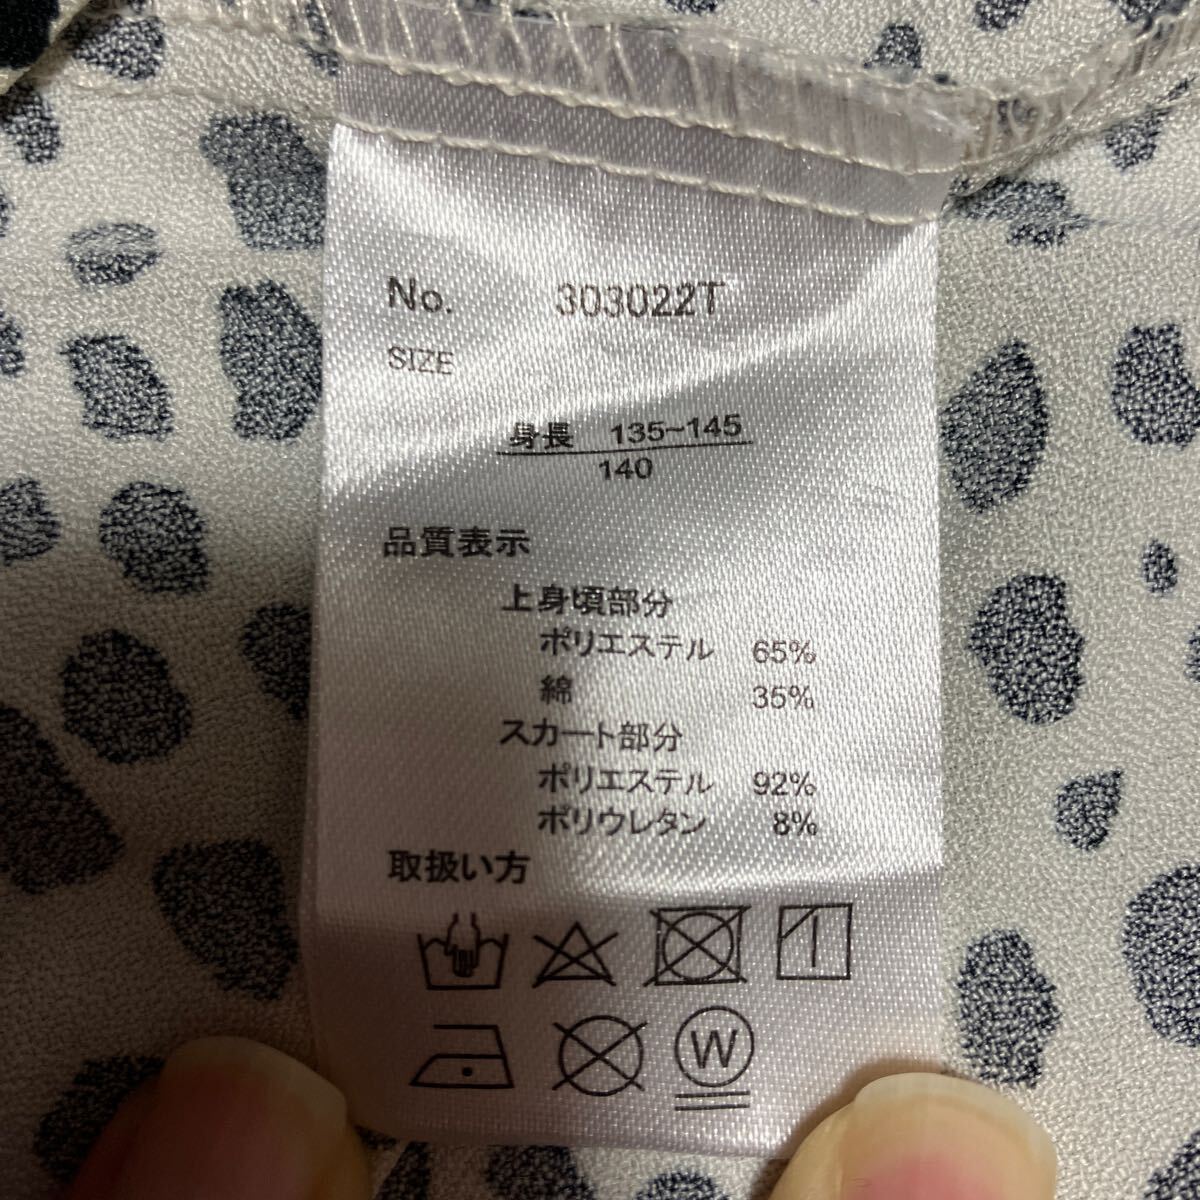 No. 303022T
SIZE
身長 135~145
140
品質表示
上身頃部分
ポリエステル 65%
綿 35%
スカート部分
ポリエステル 92%
ポリウレタン 8%
取扱い方
W